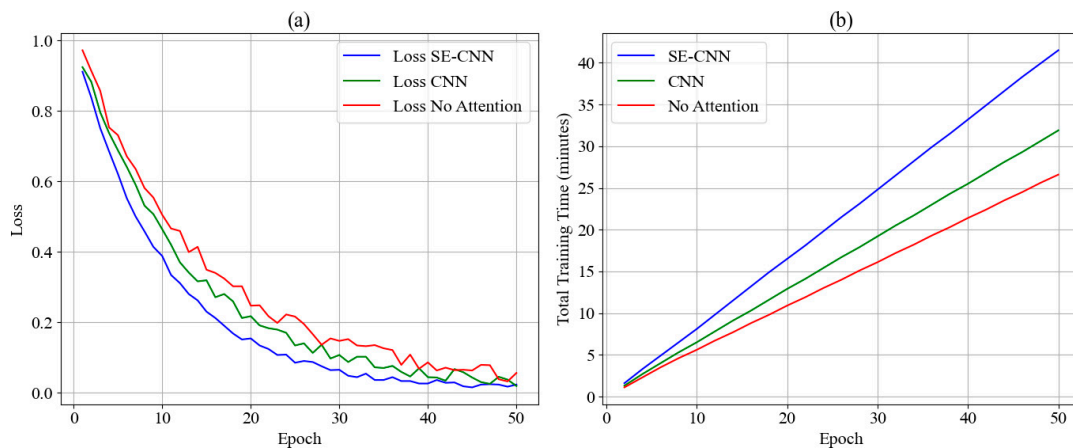 (a)
1.0
0.8
0.6
0.4
0.2
0.0
Loss
Loss SE-CNN
Loss CNN
Loss No Attention
0
10
20
30
40
50
Epoch
(b)
40
35
30
25
20
15
10
5
0
Total Training Time (minutes)
SE-CNN
CNN
No Attention
0
10
20
30
40
50
Epoch